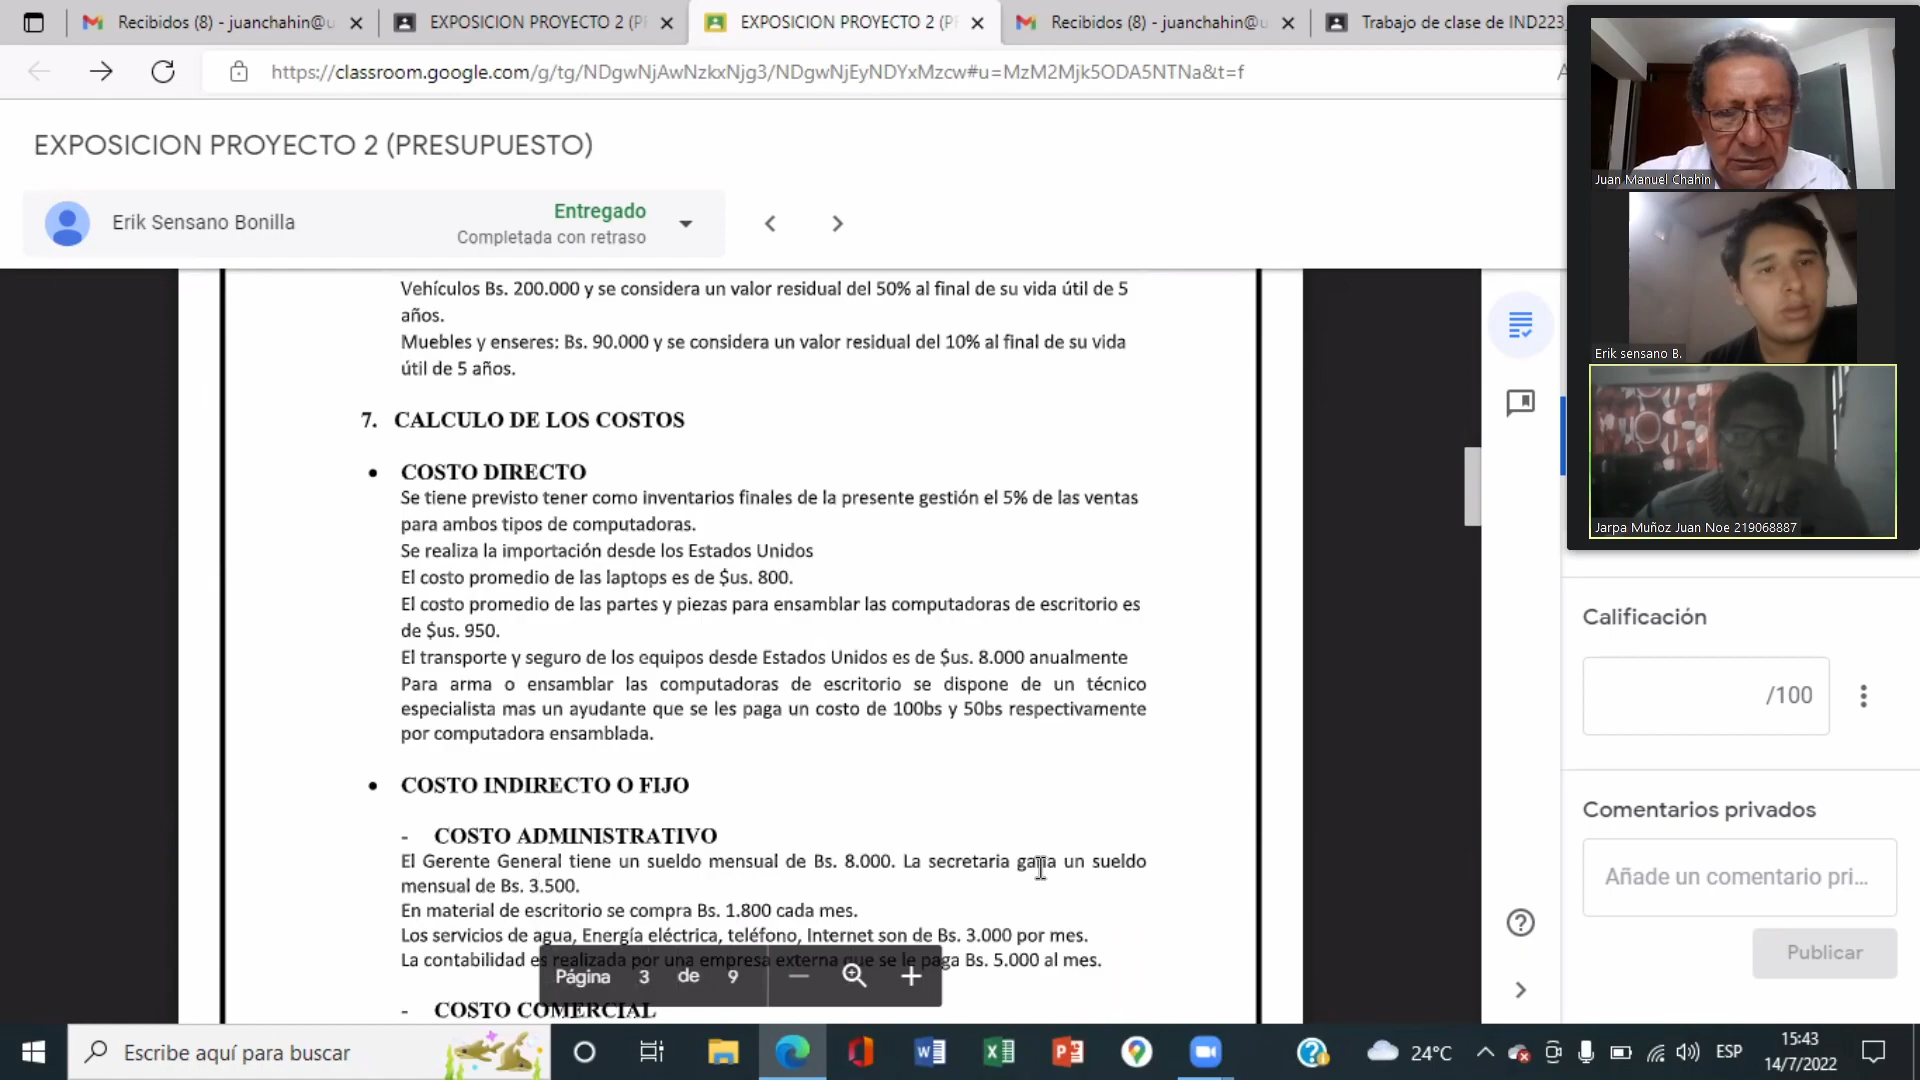 Recibidos (8) - juanchahin@u
EXPOSICION PROYECTO 2 (P
EXPOSICION PROYECTO 2 (P
Recibidos (8) - juanchahin@u
Trabajo de clase de IND223
https://classroom.google.com/g/tg/NDgwNjAwNzkxNjg3/NDgwNjEyNDYxMzcw#u=MzM2Mjk5ODA5NTNa&t=f
EXPOSICION PROYECTO 2 (PRESUPUESTO)
Erik Sensano Bonilla
Entregado
Completada con retraso
Vehículos Bs. 200.000 y se considera un valor residual del 50% al final de su vida útil de 5
años.
Muebles y enseres: Bs. 90.000 y se considera un valor residual del 10% al final de su vida
útil de 5 años.
7. CALCULO DE LOS COSTOS
• COSTO DIRECTO
Se tiene previsto tener como inventarios finales de la presente gestión el 5% de las ventas
para ambos tipos de computadoras.
Se realiza la importación desde los Estados Unidos
El costo promedio de las laptops es de $us. 800.
El costo promedio de las partes y piezas para ensamblar las computadoras de escritorio es
de $us. 950.
El transporte y seguro de los equipos desde Estados Unidos es de $us. 8.000 anualmente
Para arma o ensamblar las computadoras de escritorio se dispone de un técnico
especialista mas un ayudante que se les paga un costo de 100bs y 50bs respectivamente
por computadora ensamblada.
• COSTO INDIRECTO O FIJO
- COSTO ADMINISTRATIVO
El Gerente General tiene un sueldo mensual de Bs. 8.000. La secretaria gana un sueldo
mensual de Bs. 3.500.
En material de escritorio se compra Bs. 1.800 cada mes.
Los servicios de agua, Energía eléctrica, teléfono, Internet son de Bs. 3.000 por mes.
La contabilidad es realizada por una empresa externa que se le paga Bs. 5.000 al mes.
- COSTO COMERCIAL
Página 3 de 9
Juan Manuel Chahin
Erik sensano B.
Jarpa Muñoz Juan Noe 219068887
Calificación
/100
Comentarios privados
Añade un comentario pri...
Publicar
Escribe aquí para buscar
24°C
ESP
15:43
14/7/2022